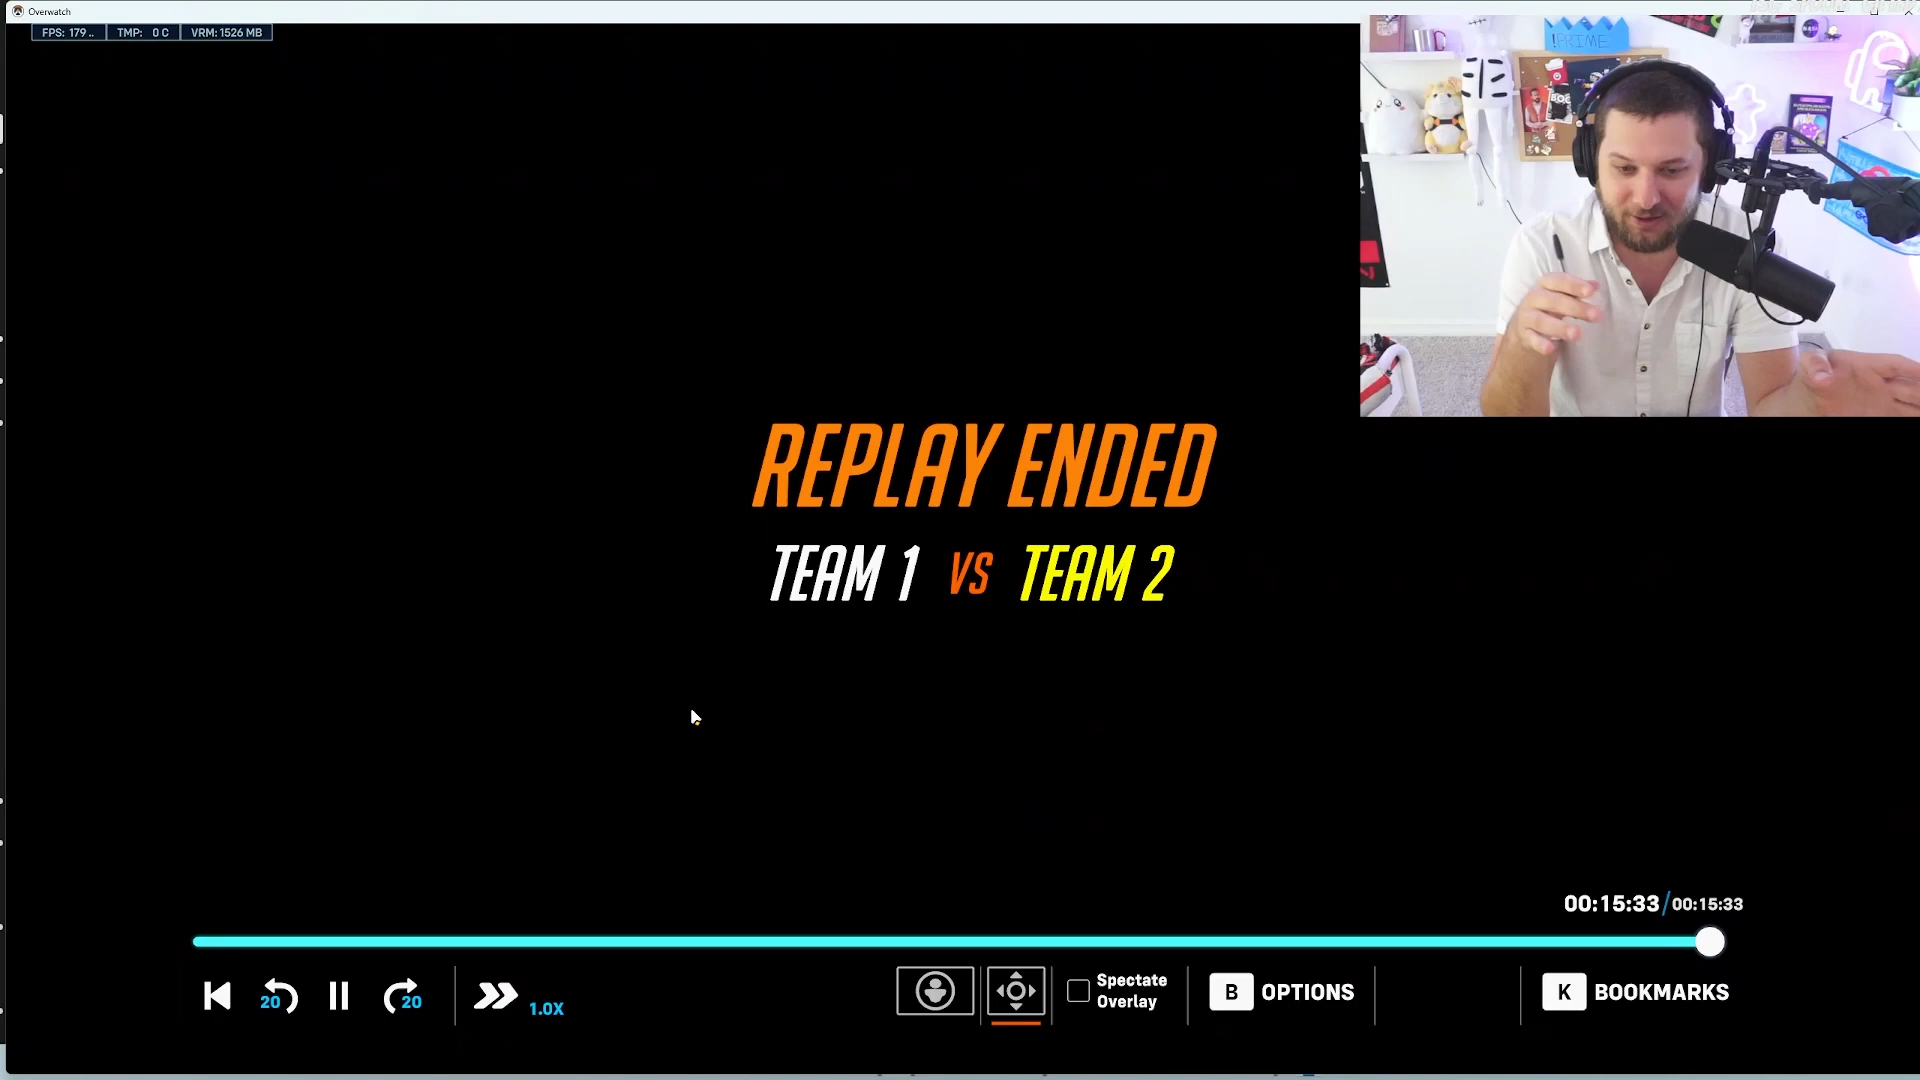 Overwatch
FPS: 179 ..
TMP: 0 C
VRM: 1526 MB
!PRIME
REPLAY ENDED
TEAM 1 VS TEAM 2
00:15:33/00:15:33
20
20
1.0X
Spectate
Overlay
B OPTIONS
K BOOKMARKS